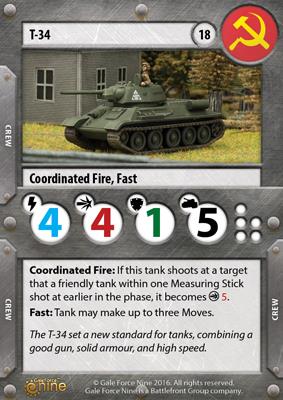 T-34
18
CREW
CREW
Coordinated Fire, Fast
4 4 1 5
Coordinated Fire: If this tank shoots at a target
that a friendly tank within one Measuring Stick
shot at earlier in the phase, it becomes 5.
Fast: Tank may make up to three Moves.
The T-34 set a new standard for tanks, combining a
good gun, solid armour, and high speed.
CREW
CREW
Gale Force
nine
© Gale Force Nine 2016. All rights reserved.
Gale Force Nine is a Battlefront Group company.